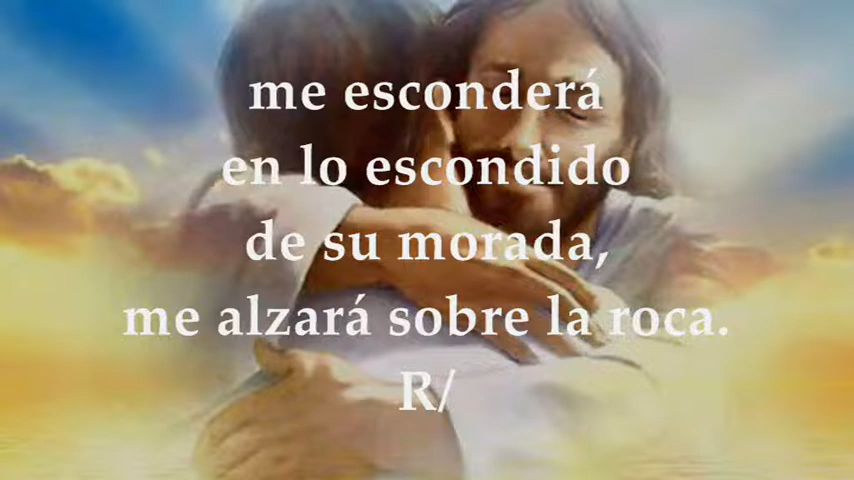 me esconderá
en lo escondido
de su morada,
me alzará sobre la roca.
R/